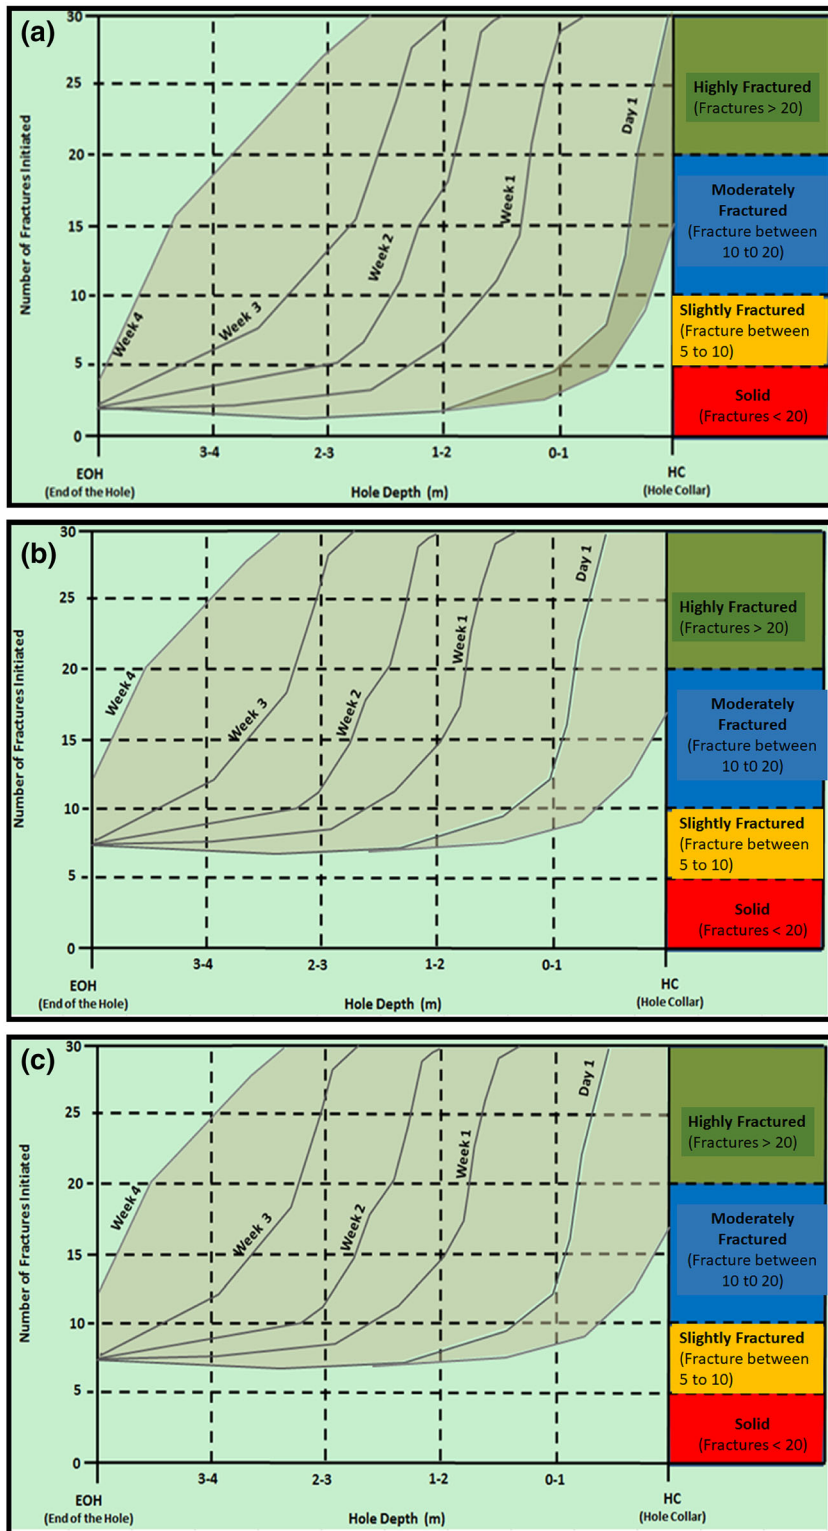 (a)
Number of Fractures Initiated
30
25
20
15
10
5
0
Week 4
Week 3
Week 2
Week 1
Day 1
Highly Fractured
(Fractures > 20)
Moderately
Fractured
(Fracture between
10 t0 20)
Slightly Fractured
(Fracture between
5 to 10)
Solid
(Fractures < 20)
3-4
2-3
1-2
0-1
EOH
(End of the Hole)
Hole Depth (m)
HC
(Hole Collar)
(b)
Number of Fractures Initiated
30
25
20
15
10
5
0
Week 4
Week 3
Week 2
Week 1
Day 1
Highly Fractured
(Fractures > 20)
Moderately
Fractured
(Fracture between
10 t0 20)
Slightly Fractured
(Fracture between
5 to 10)
Solid
(Fractures < 20)
3-4
2-3
1-2
0-1
EOH
(End of the Hole)
Hole Depth (m)
HC
(Hole Collar)
(c)
Number of Fractures Initiated
30
25
20
15
10
5
0
Week 4
Week 3
Week 2
Week 1
Day 1
Highly Fractured
(Fractures > 20)
Moderately
Fractured
(Fracture between
10 t0 20)
Slightly Fractured
(Fracture between
5 to 10)
Solid
(Fractures < 20)
3-4
2-3
1-2
0-1
EOH
(End of the Hole)
Hole Depth (m)
HC
(Hole Collar)